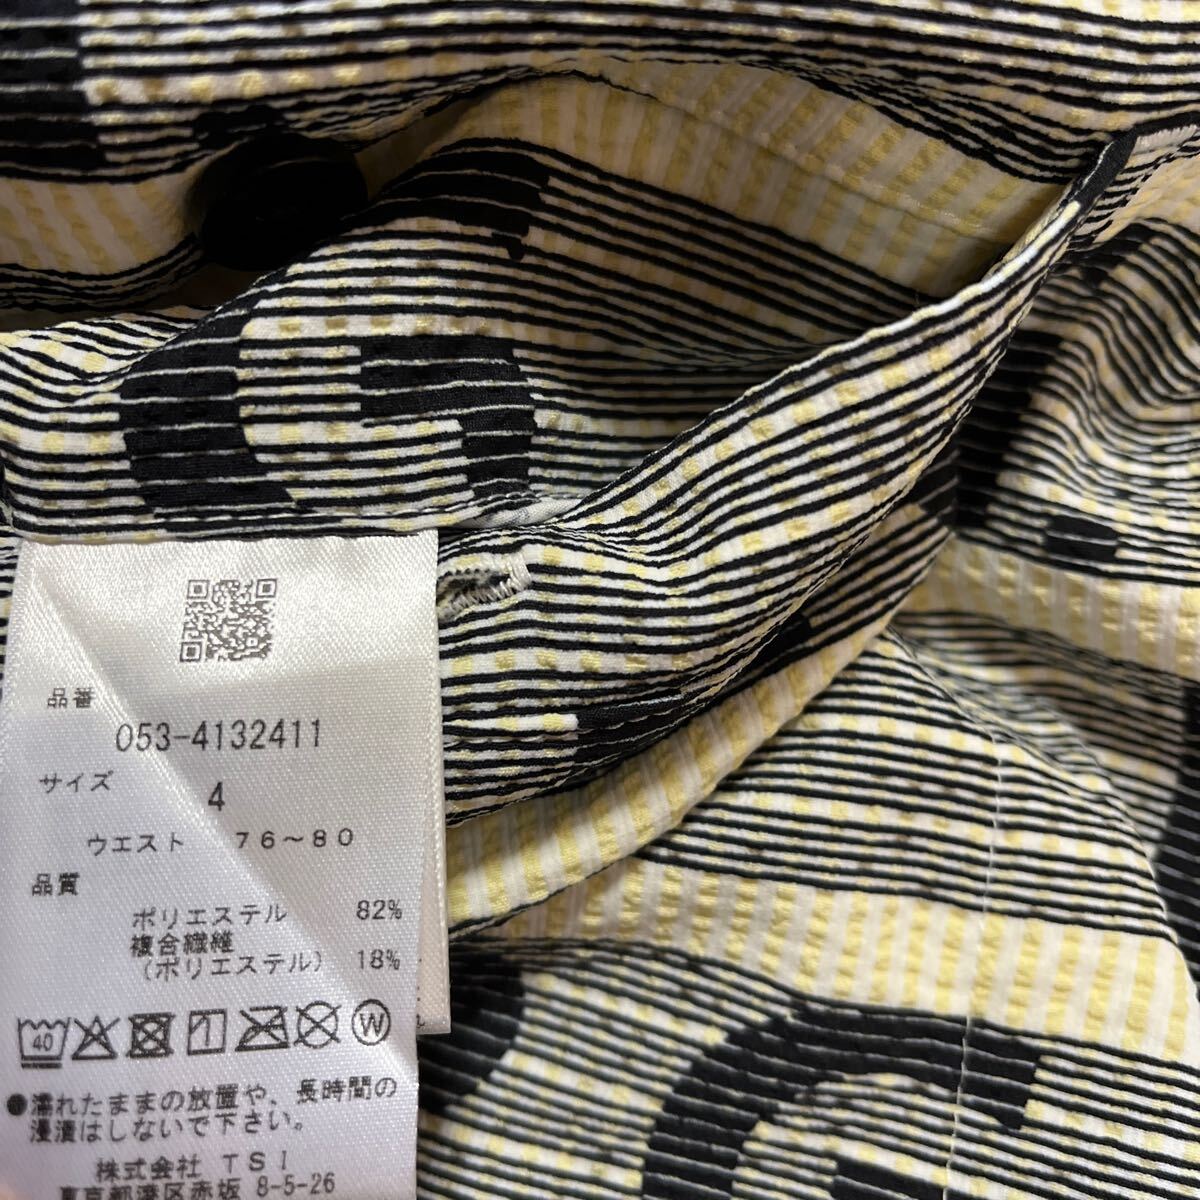 品番
053-4132411
サイズ
4
ウエスト 76～80
品質
ポリエステル 82%
複合繊維
(ポリエステル) 18%
40 W
●濡れたままの放置や、長時間の
浸漬はしないで下さい。
株式会社 TSI
東京都港区赤坂 8-5-26